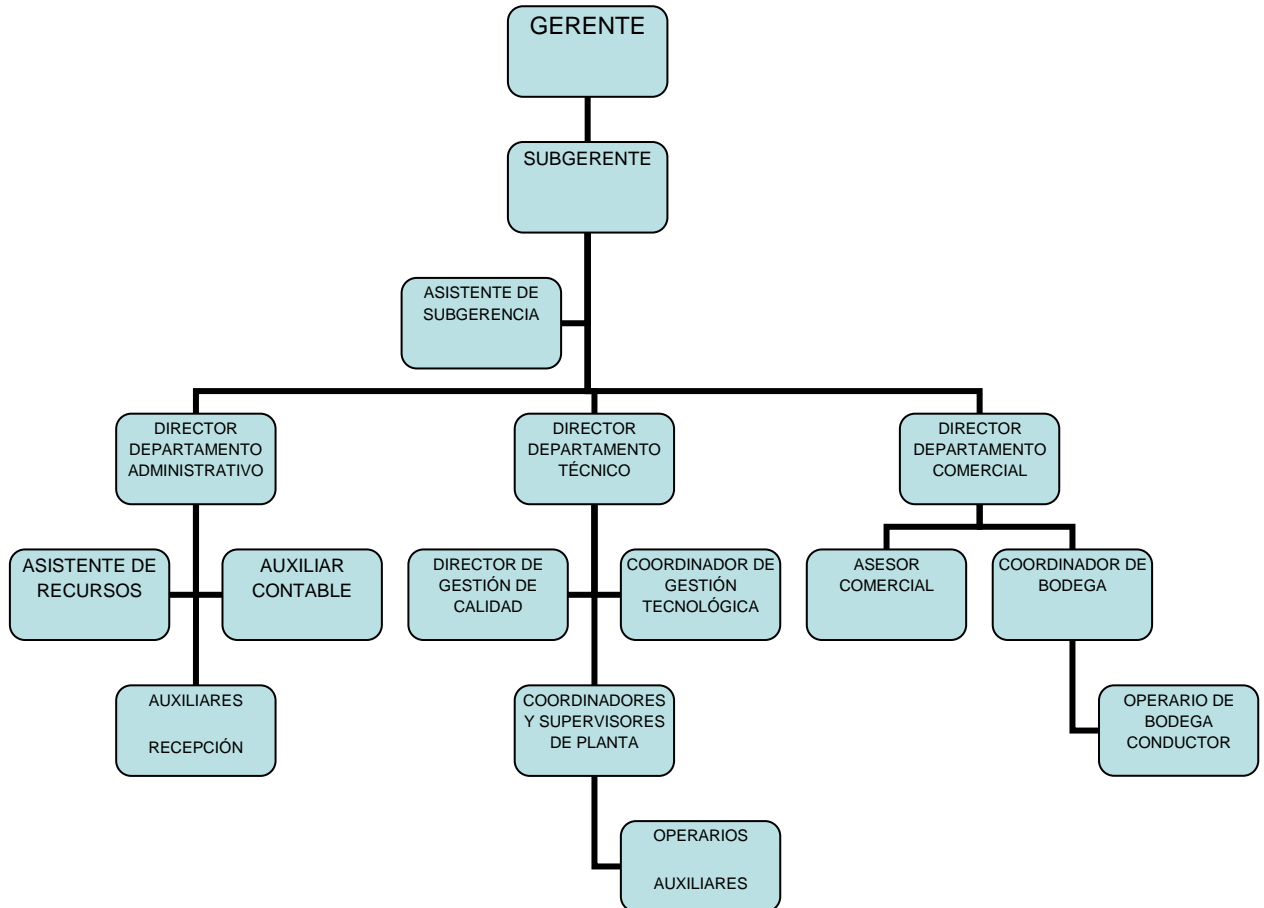 GERENTE
SUBGERENTE
ASISTENTE DE
SUBGERENCIA
DIRECTOR
DEPARTAMENTO
ADMINISTRATIVO
DIRECTOR
DEPARTAMENTO
TÉCNICO
DIRECTOR
DEPARTAMENTO
COMERCIAL
ASISTENTE DE
RECURSOS
AUXILIAR
CONTABLE
DIRECTOR DE
GESTIÓN DE
CALIDAD
COORDINADOR DE
GESTIÓN
TECNOLÓGICA
ASESOR
COMERCIAL
COORDINADOR DE
BODEGA
AUXILIARES
RECEPCIÓN
COORDINADORES
Y SUPERVISORES
DE PLANTA
OPERARIO DE
BODEGA
CONDUCTOR
OPERARIOS
AUXILIARES